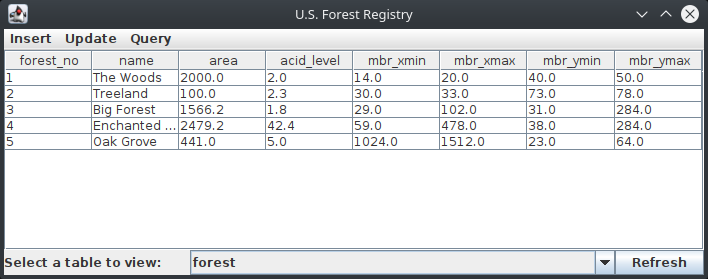 U.S. Forest Registry
Insert Update Query
forest_no name area acid_level mbr_xmin mbr_xmax mbr_ymin mbr_ymax
1 The Woods 2000.0 2.0 14.0 20.0 40.0 50.0
2 Treeland 100.0 2.3 30.0 33.0 73.0 78.0
3 Big Forest 1566.2 1.8 29.0 102.0 31.0 284.0
4 Enchanted ... 2479.2 42.4 59.0 478.0 38.0 284.0
5 Oak Grove 441.0 5.0 1024.0 1512.0 23.0 64.0
Select a table to view: forest Refresh